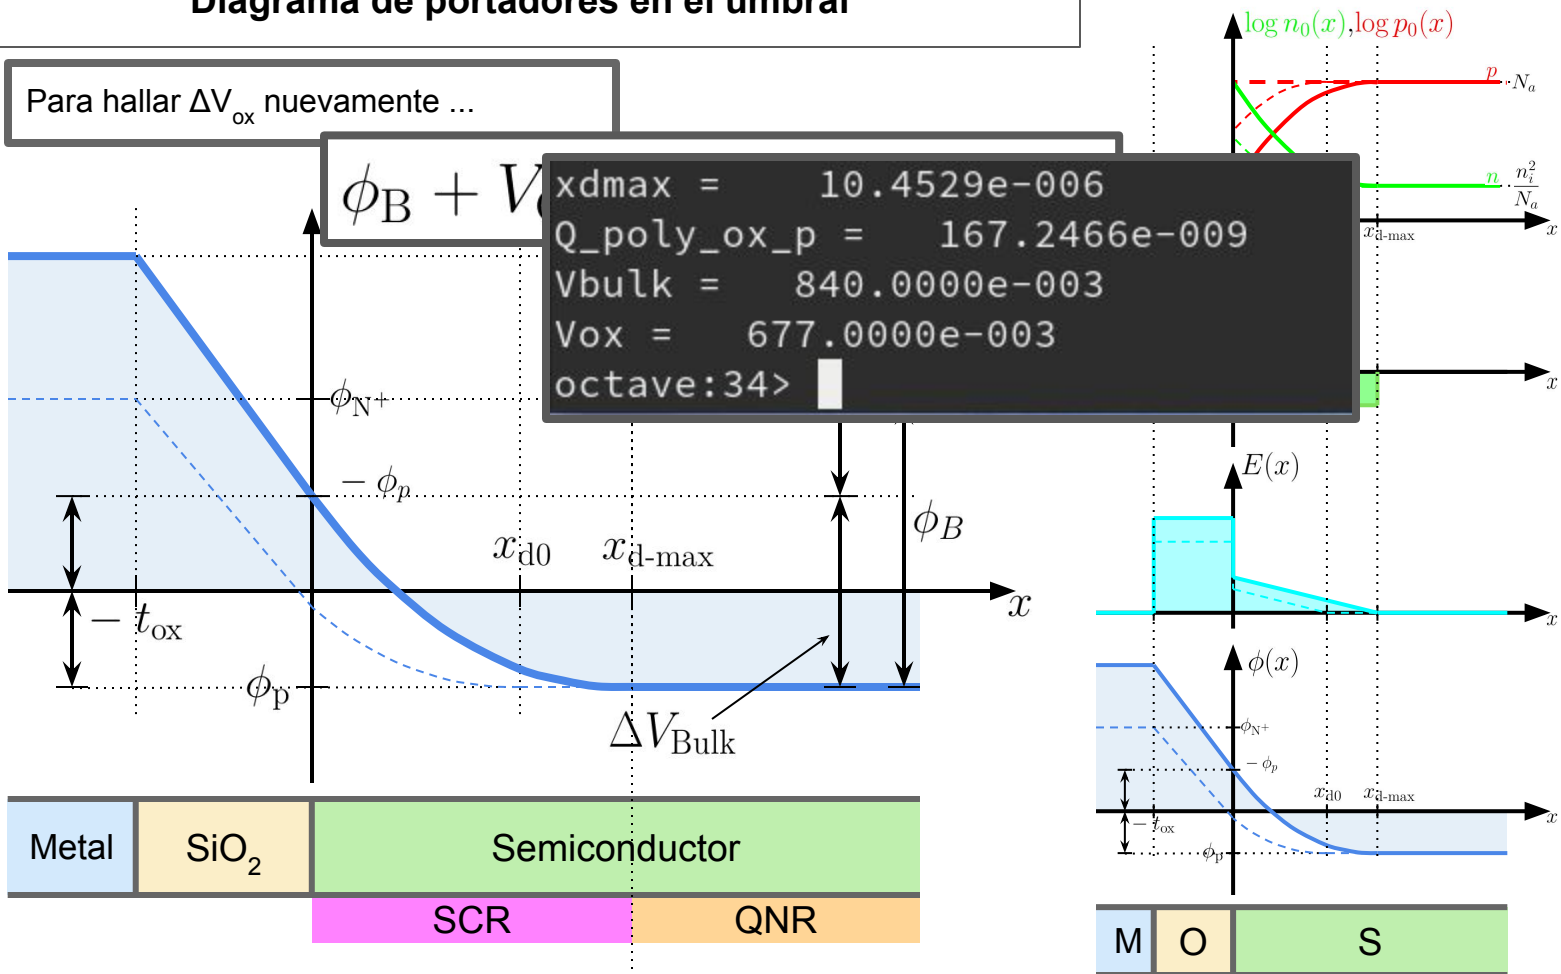 Diagrama de portadores en el umbral
Para hallar ΔVox nuevamente ...
ϕB + V
xdmax = 10.4529e-006
Q_poly_ox_p = 167.2466e-009
Vbulk = 840.0000e-003
Vox = 677.0000e-003
octave:34>
ϕN+
− ϕp
xd0
xd-max
ϕB
x
− tox
ϕp
ΔVBulk
Metal
SiO2
Semiconductor
SCR
QNR
log n0(x),log p0(x)
p
Na
n
ni2
Na
xd-max
x
x
E(x)
x
ϕ(x)
ϕN+
− ϕp
xd0
xd-max
x
− tox
ϕp
M
O
S